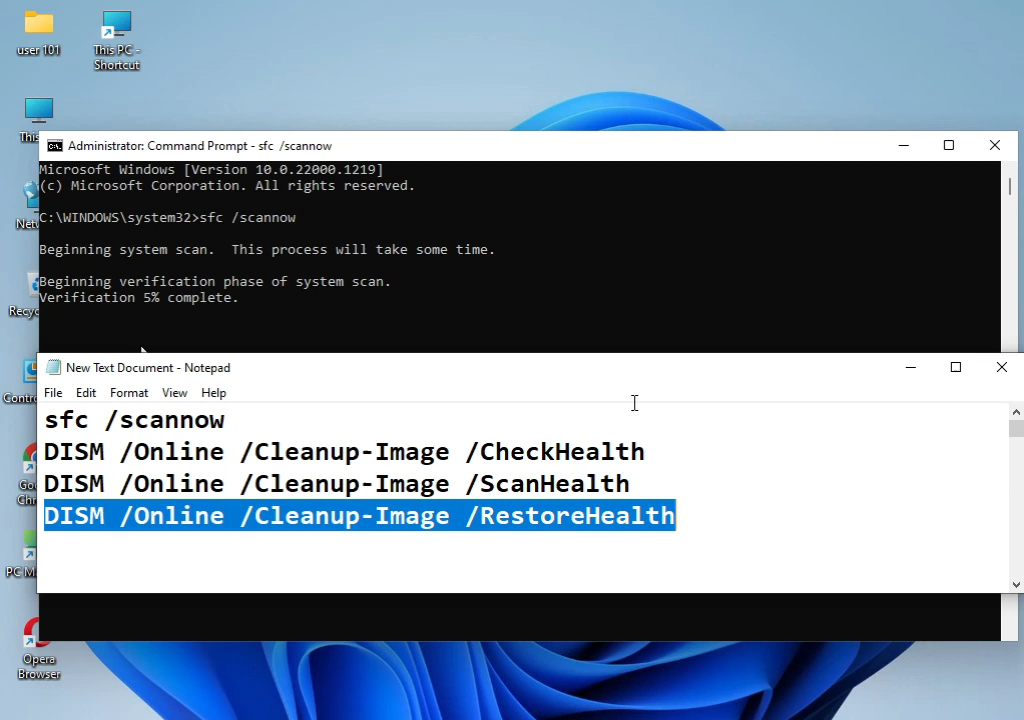 user 101
This PC -
Shortcut
This
Administrator: Command Prompt - sfc /scannow
Microsoft Windows [Version 10.0.22000.1219]
(c) Microsoft Corporation. All rights reserved.
C:\WINDOWS\system32>sfc /scannow
Beginning system scan.  This process will take some time.
Beginning verification phase of system scan.
Verification 5% complete.
New Text Document - Notepad
File Edit Format View Help
sfc /scannow
DISM /Online /Cleanup-Image /CheckHealth
DISM /Online /Cleanup-Image /ScanHealth
DISM /Online /Cleanup-Image /RestoreHealth
PC M
Opera
Browser